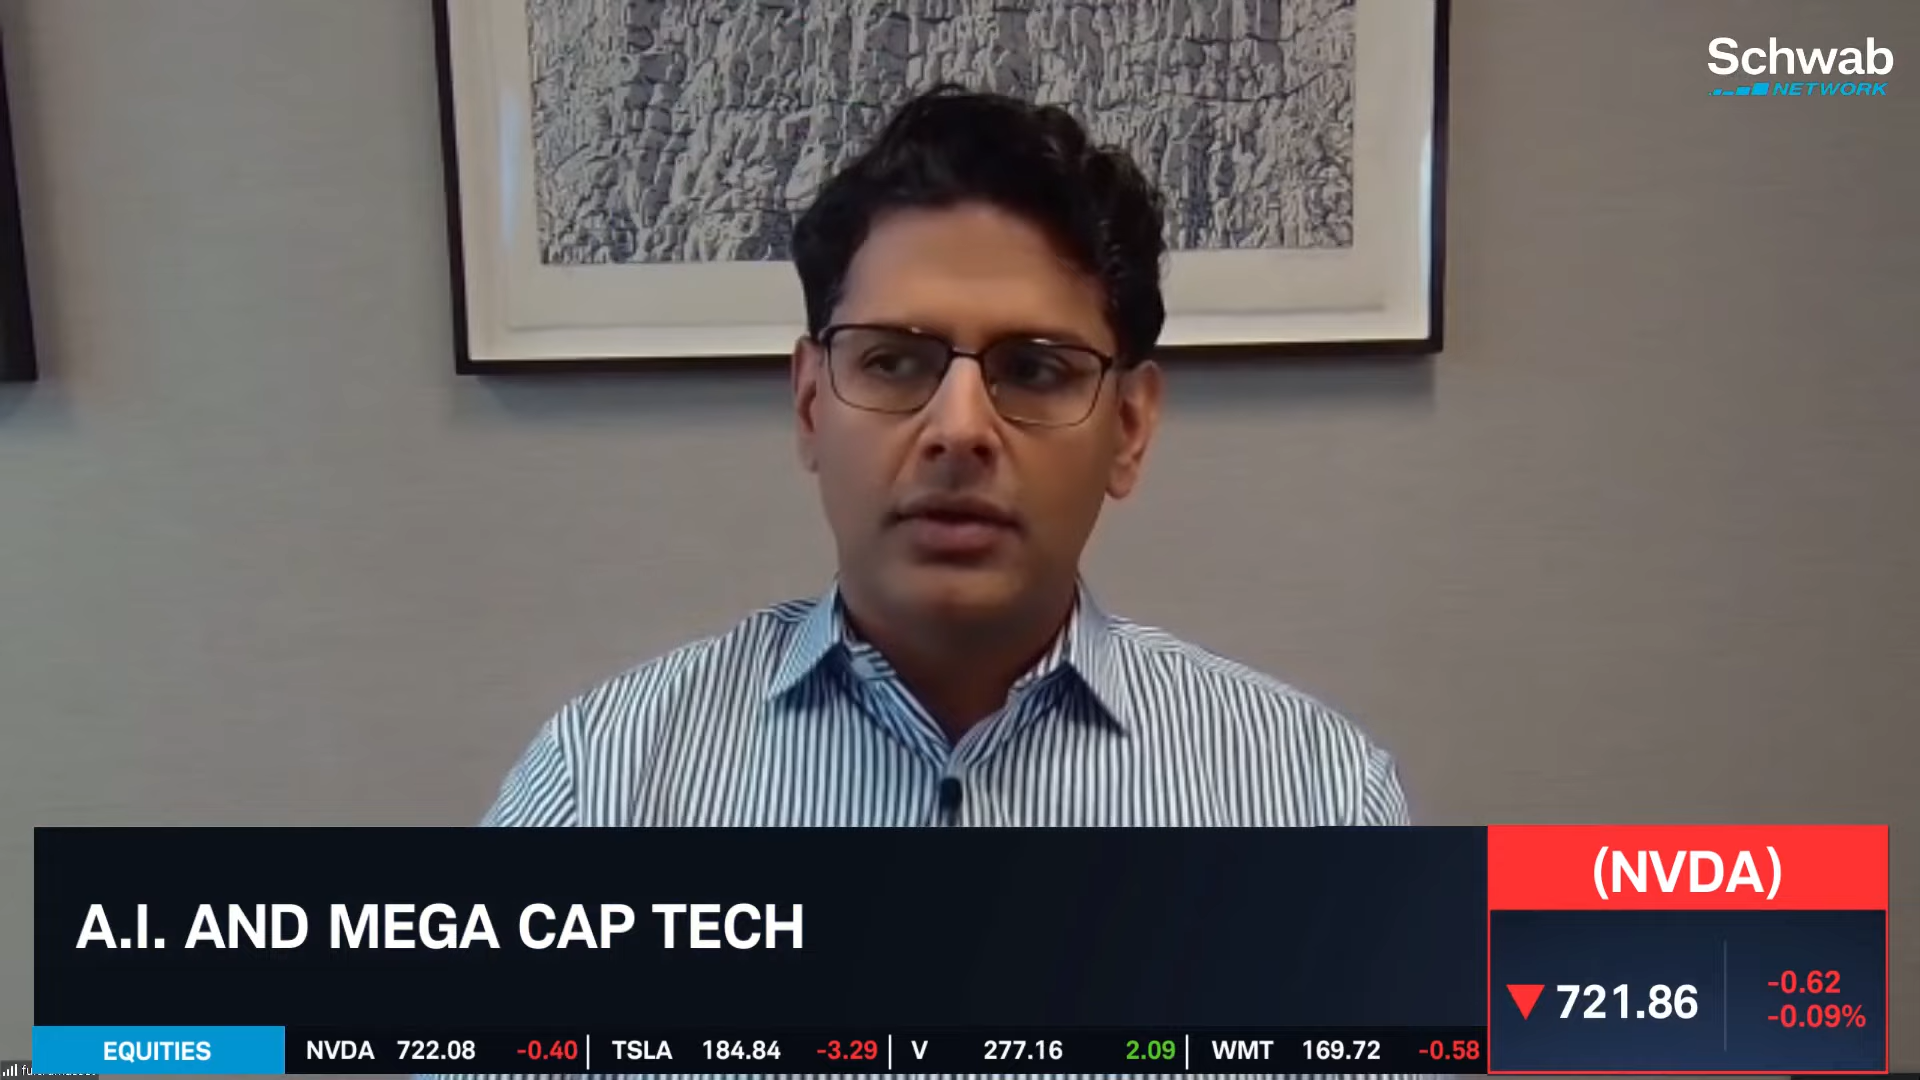 Schwab
NETWORK
A.I. AND MEGA CAP TECH
(NVDA)
721.86
-0.62
-0.09%
EQUITIES
NVDA 722.08 -0.40 TSLA 184.84 -3.29 V 277.16 2.09 WMT 169.72 -0.58